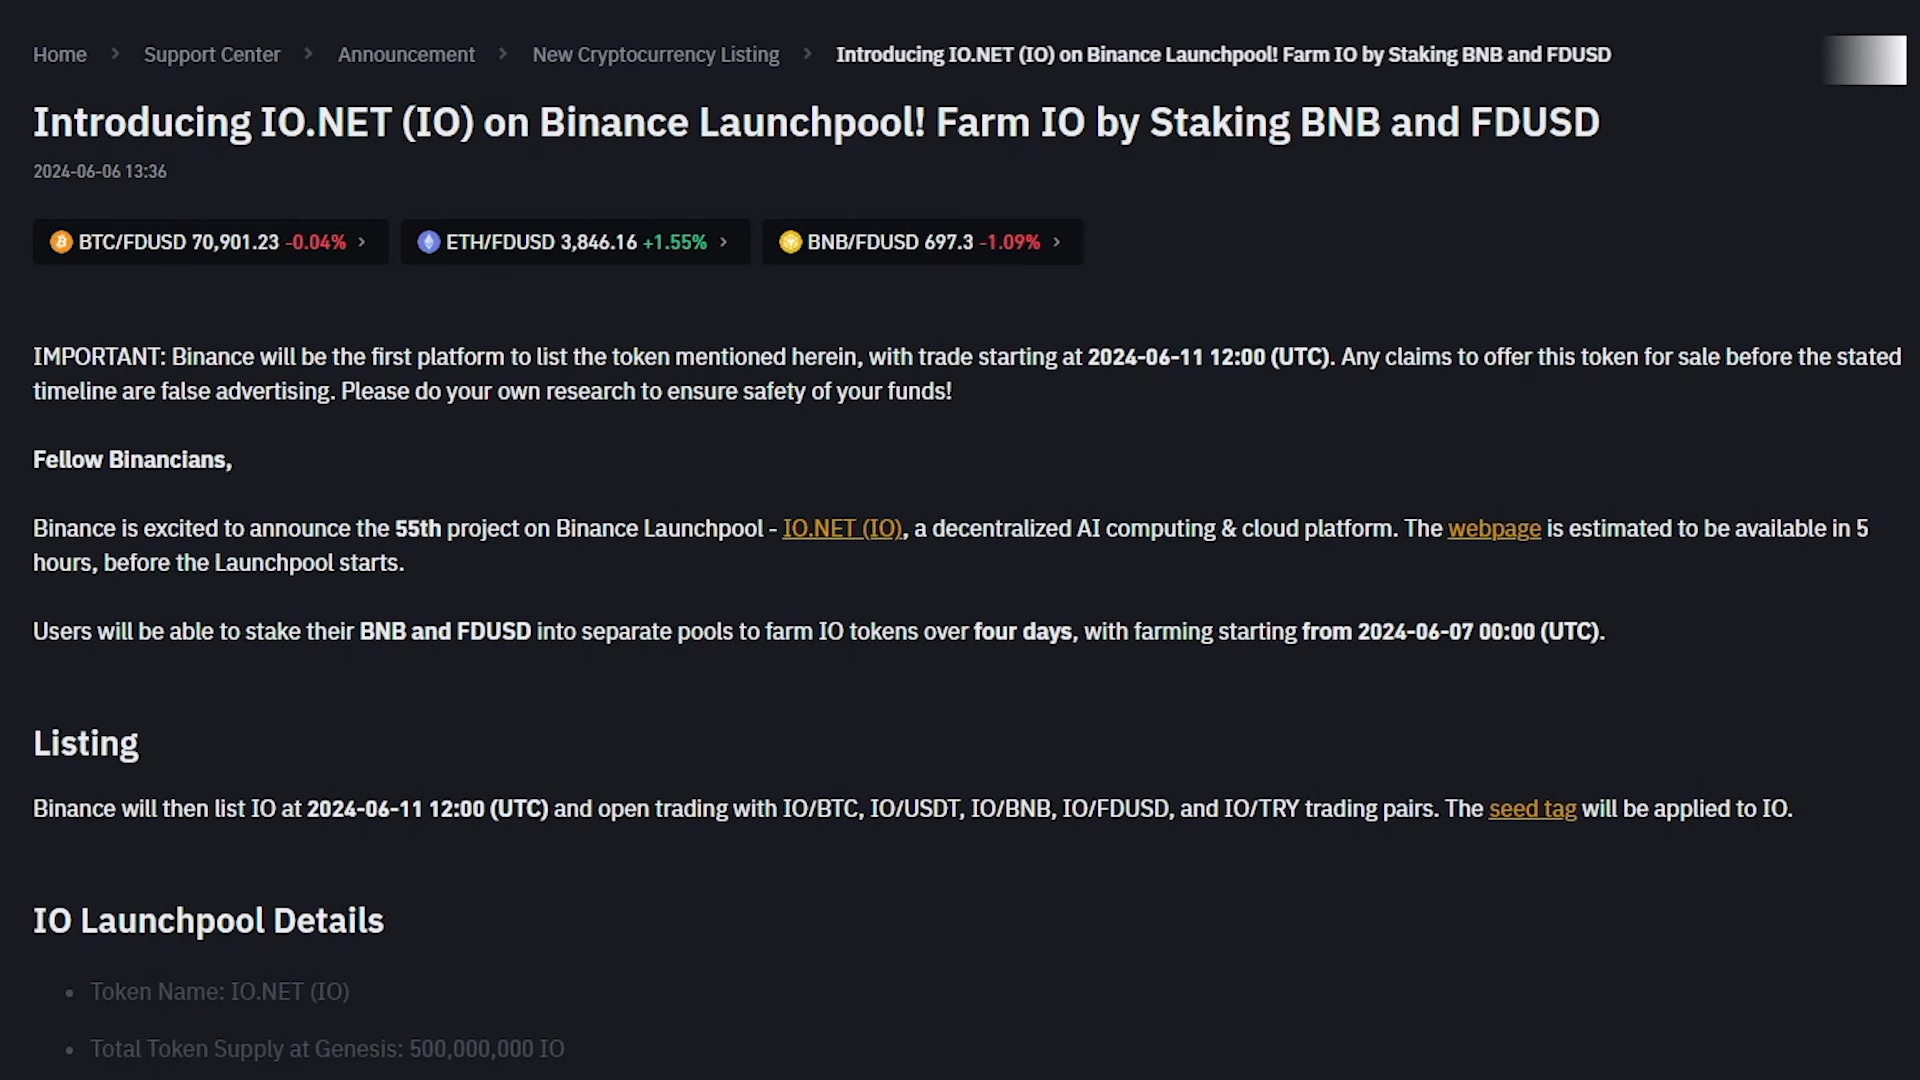 Home > Support Center > Announcement > New Cryptocurrency Listing > Introducing IO.NET (IO) on Binance Launchpool! Farm IO by Staking BNB and FDUSD
Introducing IO.NET (IO) on Binance Launchpool! Farm IO by Staking BNB and FDUSD
2024-06-06 13:36
BTC/FDUSD 70,901.23 -0.04% > ETH/FDUSD 3,846.16 +1.55% > BNB/FDUSD 697.3 -1.09% >
IMPORTANT: Binance will be the first platform to list the token mentioned herein, with trade starting at 2024-06-11 12:00 (UTC). Any claims to offer this token for sale before the stated
timeline are false advertising. Please do your own research to ensure safety of your funds!
Fellow Binancians,
Binance is excited to announce the 55th project on Binance Launchpool - IO.NET (IO), a decentralized AI computing & cloud platform. The webpage is estimated to be available in 5
hours, before the Launchpool starts.
Users will be able to stake their BNB and FDUSD into separate pools to farm IO tokens over four days, with farming starting from 2024-06-07 00:00 (UTC).
Listing
Binance will then list IO at 2024-06-11 12:00 (UTC) and open trading with IO/BTC, IO/USDT, IO/BNB, IO/FDUSD, and IO/TRY trading pairs. The seed tag will be applied to IO.
IO Launchpool Details
• Token Name: IO.NET (IO)
• Total Token Supply at Genesis: 500,000,000 IO